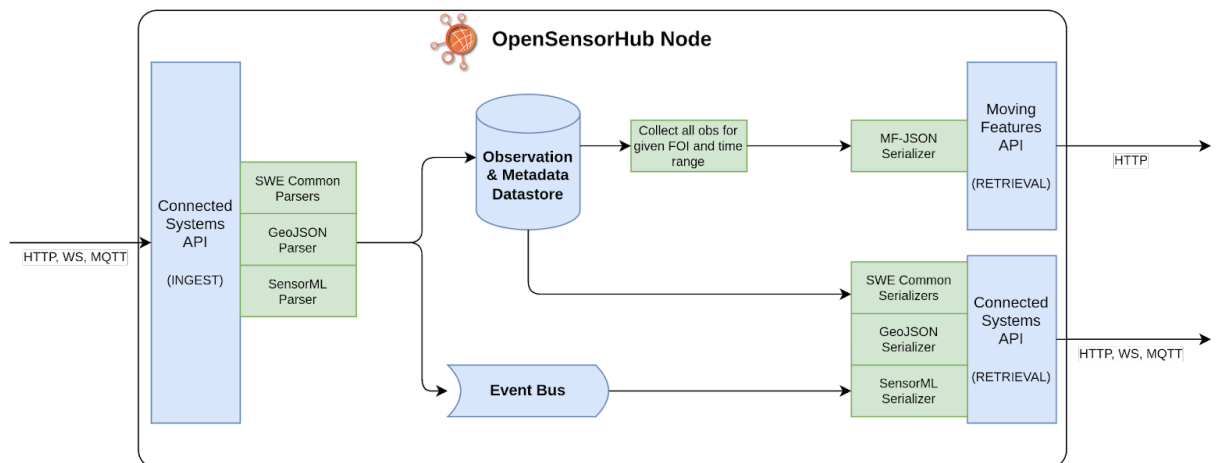 OpenSensorHub Node
Connected
Systems
API
(INGEST)
HTTP, WS, MQTT
SWE Common
Parsers
GeoJSON
Parser
SensorML
Parser
Observation
& Metadata
Datastore
Event Bus
Collect all obs for
given FOI and time
range
MF-JSON
Serializer
Moving
Features
API
(RETRIEVAL)
HTTP
SWE Common
Serializers
GeoJSON
Serializer
SensorML
Serializer
Connected
Systems
API
(RETRIEVAL)
HTTP, WS, MQTT